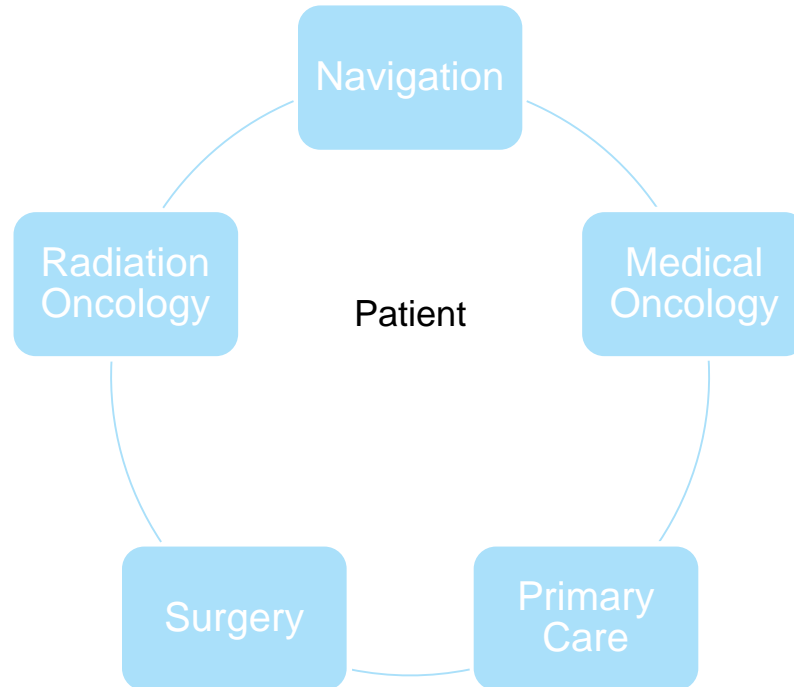 Navigation
Radiation
Oncology
Medical
Oncology
Patient
Surgery
Primary
Care